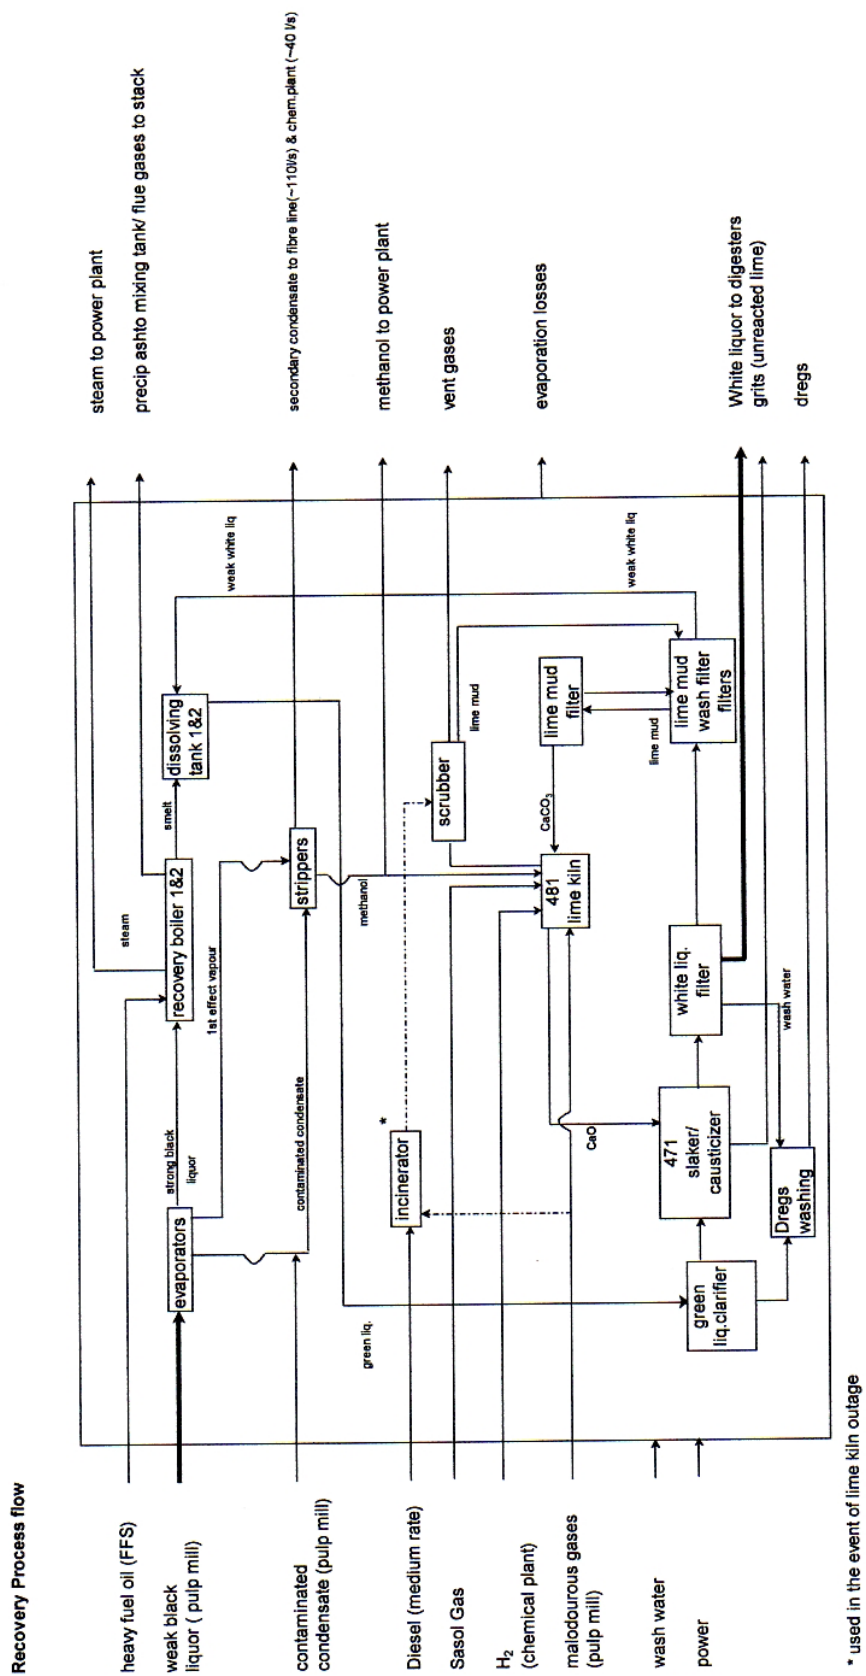 Recovery Process flow
heavy fuel oil (FFS)
weak black
liquor ( pulp mill)
contaminated
condensate (pulp mill)
Diesel (medium rate)
Sasol Gas
H2
(chemical plant)
malodourous gases
(pulp mill)
wash water
power
evaporators
strong black
liquor
1st effect vapour
contaminated condensate
steam
recovery boiler 1&2
smelt
dissolving
tank 1&2
weak white liq
strippers
methanol
green liq.
incinerator
*
scrubber
lime mud
481
lime kiln
CaCO3
lime mud
filter
lime mud
lime mud
wash filter
filters
weak white liq
CaO
471
slaker/
causticizer
white liq.
filter
wash water
green
liq.clarifier
Dregs
washing
steam to power plant
precip ashto mixing tank/ flue gases to stack
secondary condensate to fibre line(~110l/s) & chem.plant (~40 l/s)
methanol to power plant
vent gases
evaporation losses
White liquor to digesters
grits (unreacted lime)
dregs
* used in the event of lime kiln outage